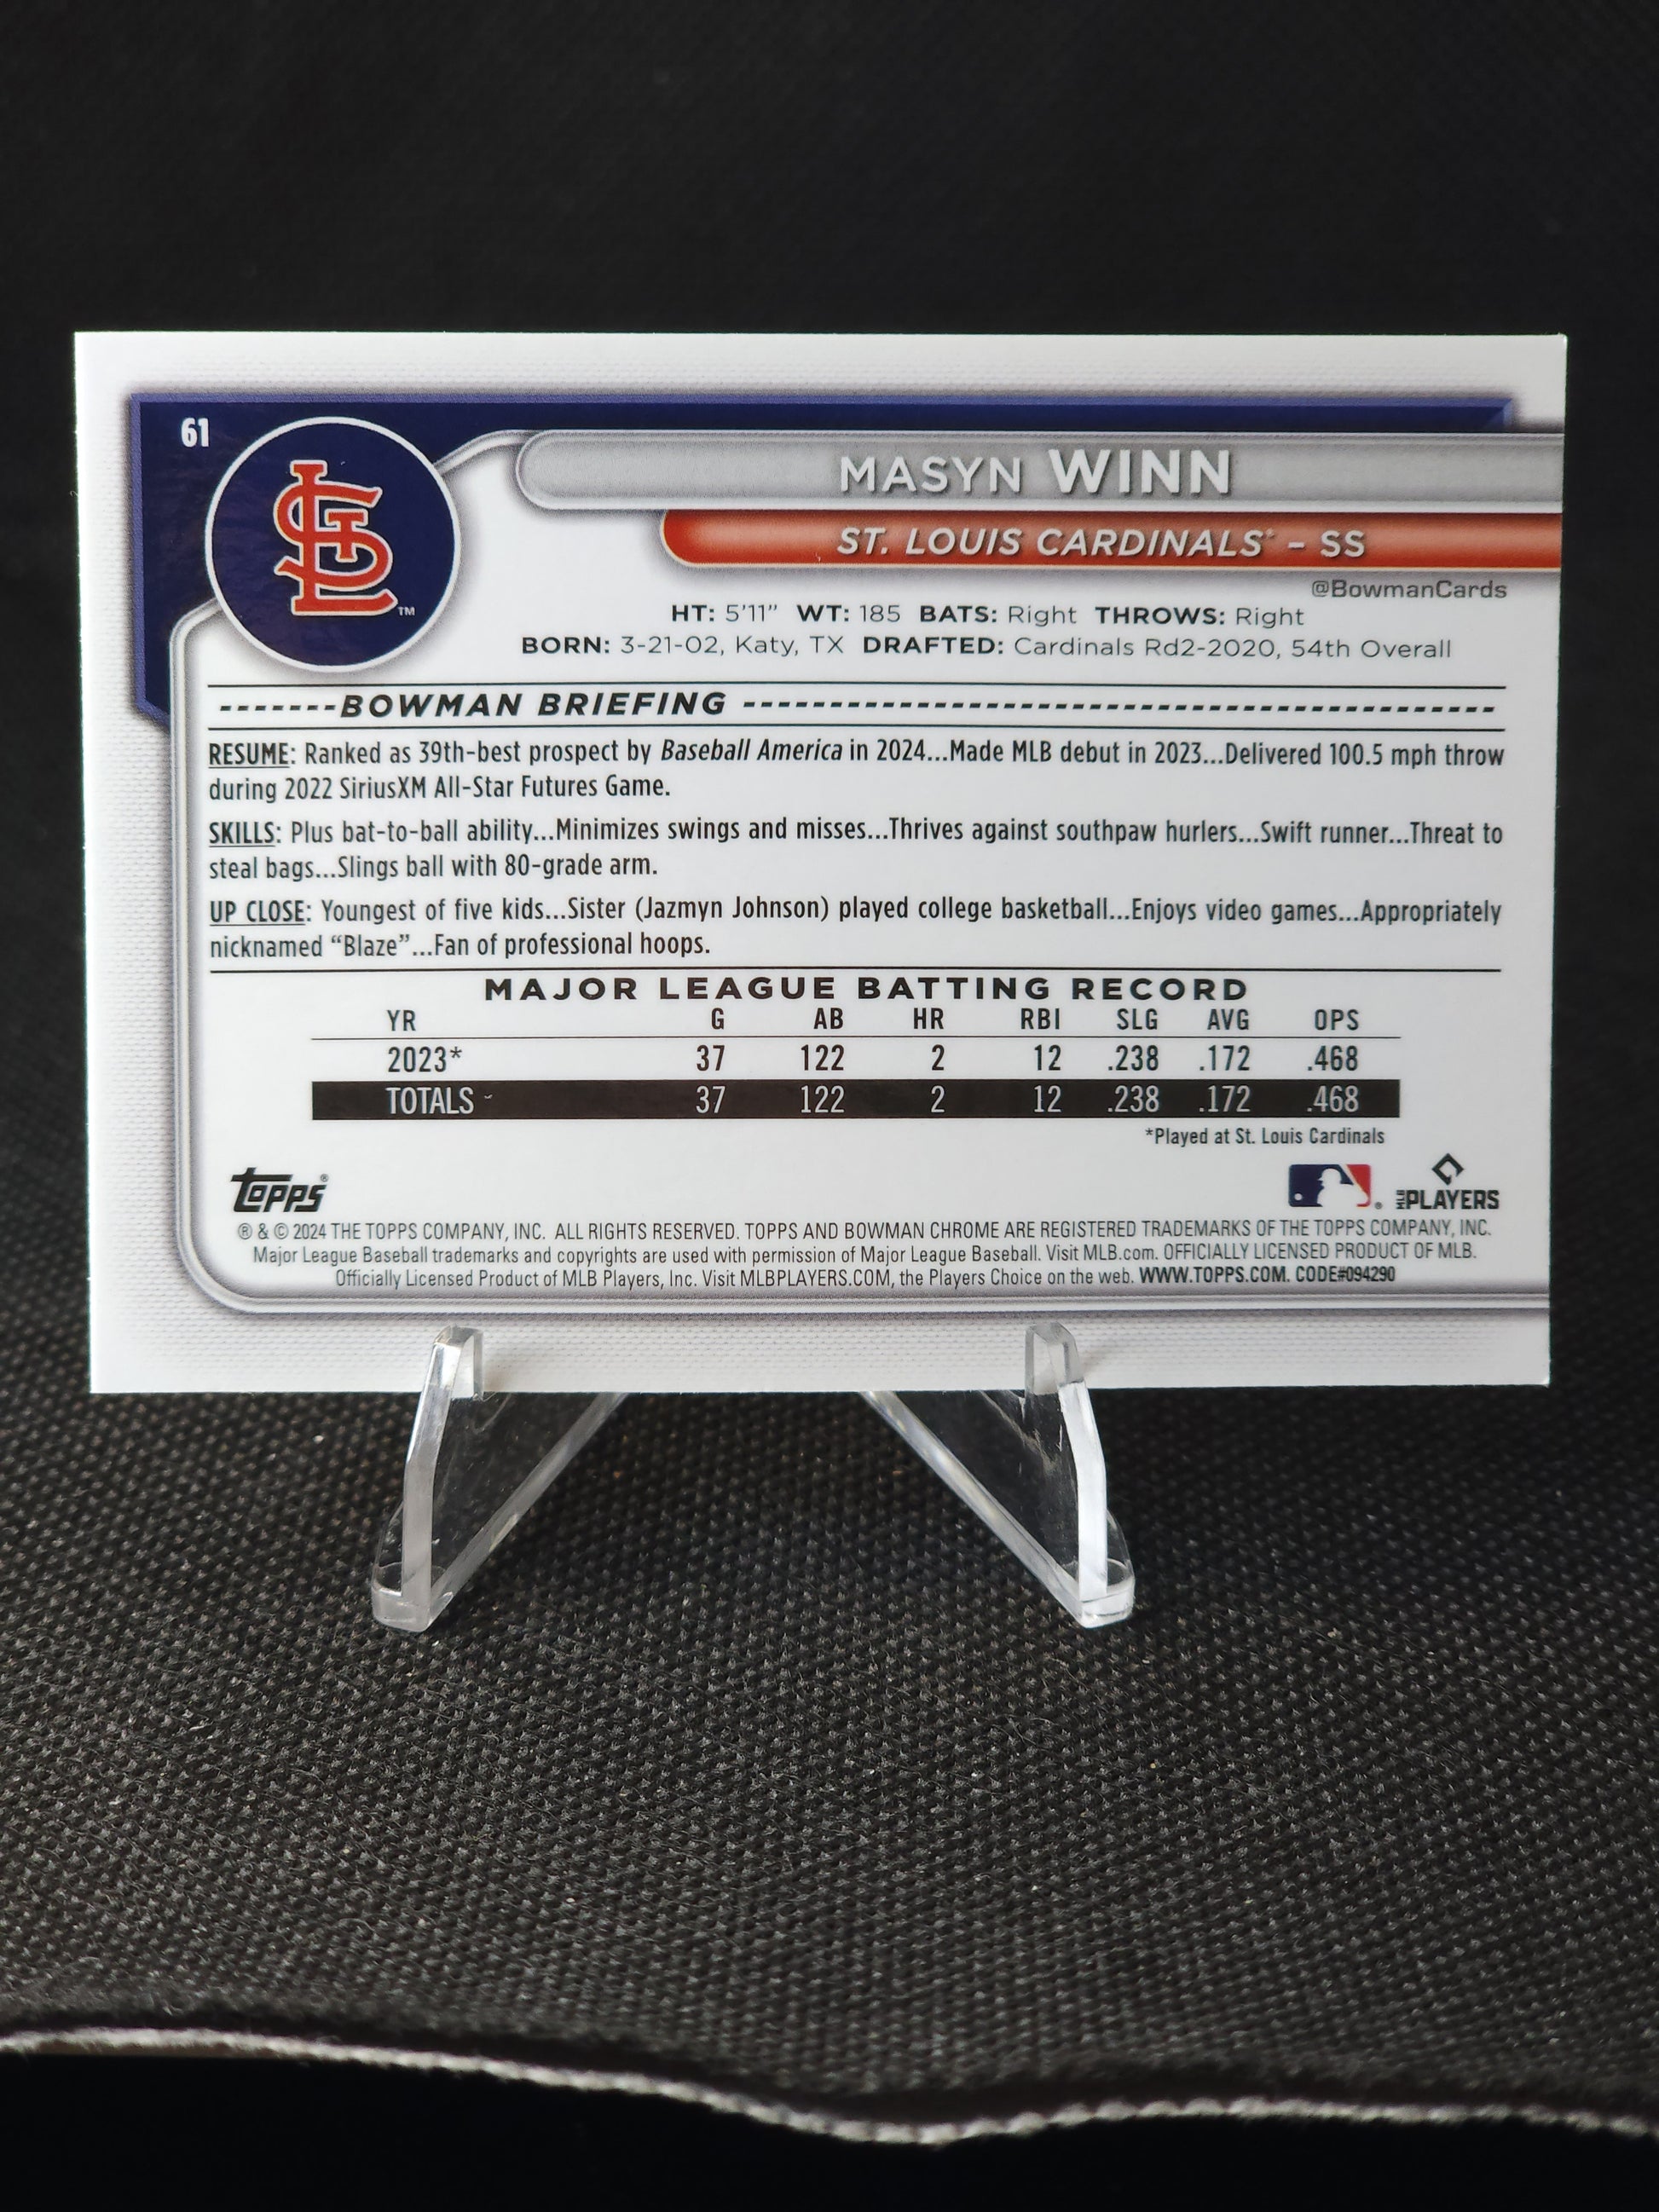 61
STL
TM
MASYN WINN
ST. LOUIS CARDINALS® - SS
@BowmanCards
HT: 5'11" WT: 185 BATS: Right THROWS: Right
BORN: 3-21-02, Katy, TX DRAFTED: Cardinals Rd2-2020, 54th Overall
BOWMAN BRIEFING
RESUME: Ranked as 39th-best prospect by Baseball America in 2024...Made MLB debut in 2023...Delivered 100.5 mph throw
during 2022 SiriusXM All-Star Futures Game.
SKILLS: Plus bat-to-ball ability...Minimizes swings and misses...Thrives against southpaw hurlers...Swift runner...Threat to
steal bags...Slings ball with 80-grade arm.
UP CLOSE: Youngest of five kids...Sister (Jazmyn Johnson) played college basketball...Enjoys video games...Appropriately
nicknamed “Blaze”...Fan of professional hoops.
MAJOR LEAGUE BATTING RECORD
YR G AB HR RBI SLG AVG OPS
2023* 37 122 2 12 .238 .172 .468
TOTALS 37 122 2 12 .238 .172 .468
*Played at St. Louis Cardinals
Topps®
MLB PLAYERS
® & © 2024 THE TOPPS COMPANY, INC. ALL RIGHTS RESERVED. TOPPS AND BOWMAN CHROME ARE REGISTERED TRADEMARKS OF THE TOPPS COMPANY, INC.
Major League Baseball trademarks and copyrights are used with permission of Major League Baseball. Visit MLB.com. OFFICIALLY LICENSED PRODUCT OF MLB.
Officially Licensed Product of MLB Players, Inc. Visit MLBPLAYERS.COM, the Players Choice on the web. WWW.TOPPS.COM. CODE#094290